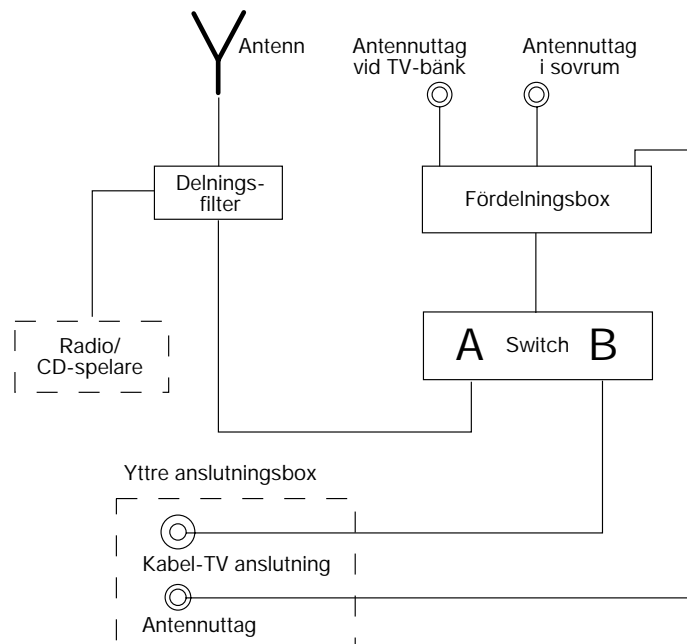 Antenn
Antennuttag
vid TV-bänk
Antennuttag
i sovrum
Delnings-
filter
Fördelningsbox
Radio/
CD-spelare
A Switch B
Yttre anslutningsbox
Kabel-TV anslutning
Antennuttag